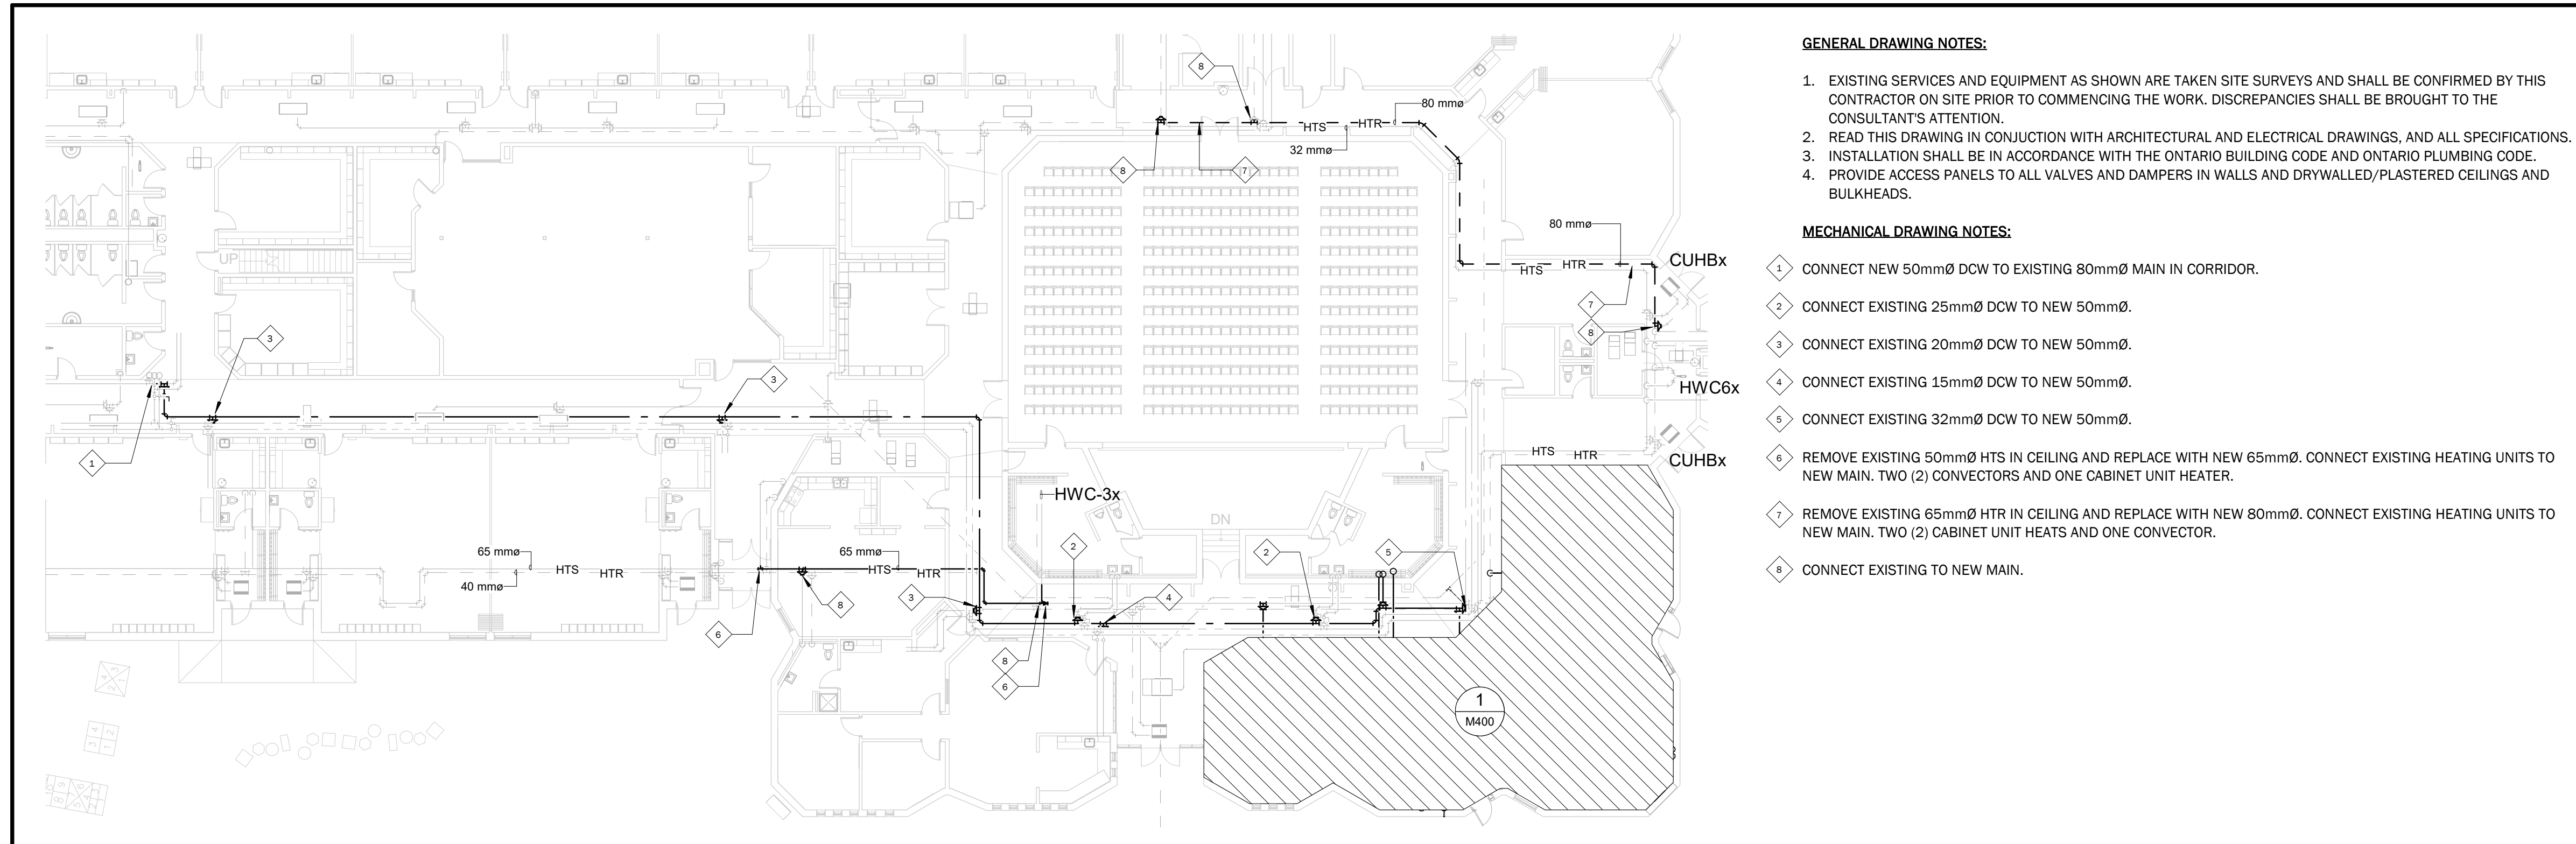 GENERAL DRAWING NOTES:
1. EXISTING SERVICES AND EQUIPMENT AS SHOWN ARE TAKEN SITE SURVEYS AND SHALL BE CONFIRMED BY THIS
CONTRACTOR ON SITE PRIOR TO COMMENCING THE WORK. DISCREPANCIES SHALL BE BROUGHT TO THE
CONSULTANT'S ATTENTION.
2. READ THIS DRAWING IN CONJUCTION WITH ARCHITECTURAL AND ELECTRICAL DRAWINGS, AND ALL SPECIFICATIONS.
3. INSTALLATION SHALL BE IN ACCORDANCE WITH THE ONTARIO BUILDING CODE AND ONTARIO PLUMBING CODE.
4. PROVIDE ACCESS PANELS TO ALL VALVES AND DAMPERS IN WALLS AND DRYWALLED/PLASTERED CEILINGS AND
BULKHEADS.
MECHANICAL DRAWING NOTES:
1 CONNECT NEW 50mmØ DCW TO EXISTING 80mmØ MAIN IN CORRIDOR.
2 CONNECT EXISTING 25mmØ DCW TO NEW 50mmØ.
3 CONNECT EXISTING 20mmØ DCW TO NEW 50mmØ.
4 CONNECT EXISTING 15mmØ DCW TO NEW 50mmØ.
5 CONNECT EXISTING 32mmØ DCW TO NEW 50mmØ.
6 REMOVE EXISTING 50mmØ HTS IN CEILING AND REPLACE WITH NEW 65mmØ. CONNECT EXISTING HEATING UNITS TO
NEW MAIN. TWO (2) CONVECTORS AND ONE CABINET UNIT HEATER.
7 REMOVE EXISTING 65mmØ HTR IN CEILING AND REPLACE WITH NEW 80mmØ. CONNECT EXISTING HEATING UNITS TO
NEW MAIN. TWO (2) CABINET UNIT HEATS AND ONE CONVECTOR.
8 CONNECT EXISTING TO NEW MAIN.
8
80 mmø
HTS HTR
32 mmø
8
7
80 mmø
CUHBx
HTS HTR
UP
7
8
3
3
HWC6x
1
HTS HTR
CUHBx
HWC-3x
DN
2
2
5
65 mmø
HTS HTR
40 mmø
65 mmø
HTS HTR
3
4
8
6
8
6
1
M400